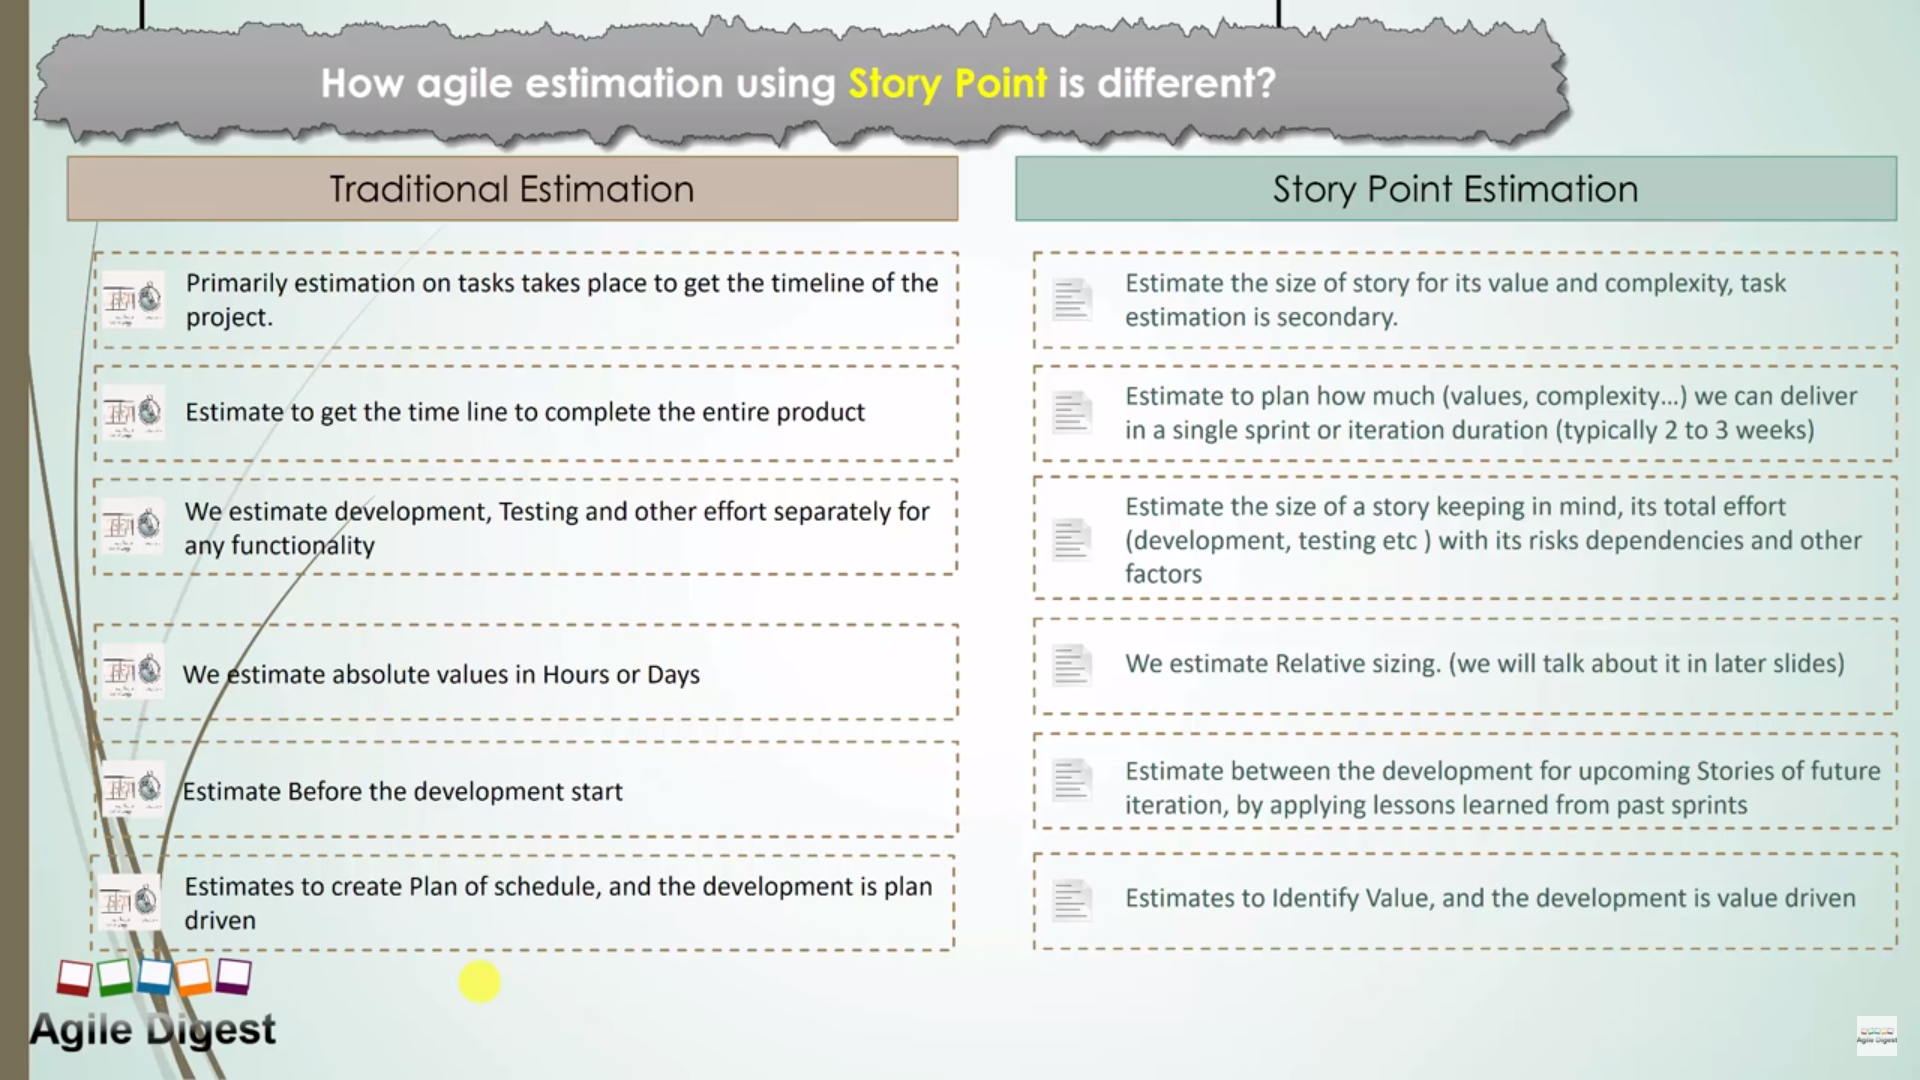 How agile estimation using Story Point is different?
Traditional Estimation
Primarily estimation on tasks takes place to get the timeline of the
project.
Estimate to get the time line to complete the entire product
We estimate development, Testing and other effort separately for
any functionality
We estimate absolute values in Hours or Days
Estimate Before the development start
Estimates to create Plan of schedule, and the development is plan
driven
Story Point Estimation
Estimate the size of story for its value and complexity, task
estimation is secondary.
Estimate to plan how much (values, complexity...) we can deliver
in a single sprint or iteration duration (typically 2 to 3 weeks)
Estimate the size of a story keeping in mind, its total effort
(development, testing etc ) with its risks dependencies and other
factors
We estimate Relative sizing. (we will talk about it in later slides)
Estimate between the development for upcoming Stories of future
iteration, by applying lessons learned from past sprints
Estimates to Identify Value, and the development is value driven
Agile Digest
Agile Digest